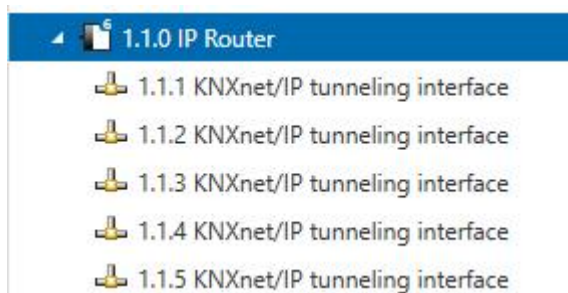 6
1.1.0 IP Router
1.1.1 KNXnet/IP tunneling interface
1.1.2 KNXnet/IP tunneling interface
1.1.3 KNXnet/IP tunneling interface
1.1.4 KNXnet/IP tunneling interface
1.1.5 KNXnet/IP tunneling interface